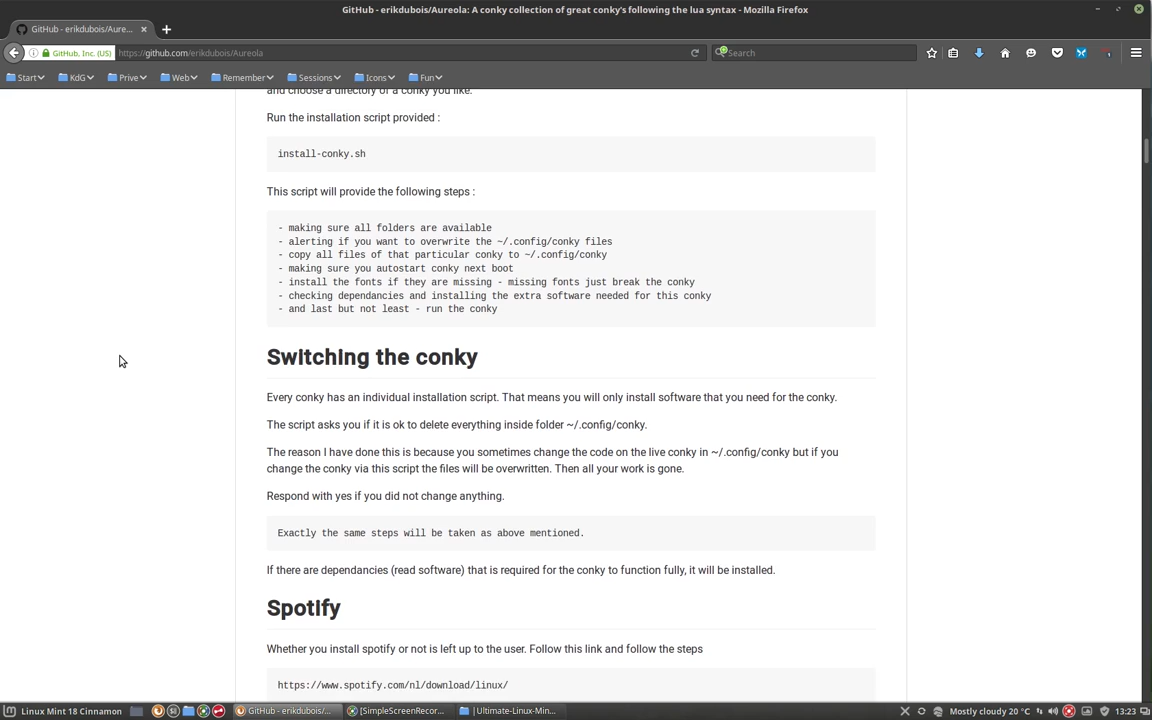 GitHub - erikdubois/Aureola: A conky collection of great conky's following the lua syntax - Mozilla Firefox
GitHub - erikdubois/Aure...
GitHub, Inc. (US)
https://github.com/erikdubois/Aureola
Search
Start
KdG
Prive
Web
Remember
Sessions
Icons
Fun
and choose a directory of a conky you like.
Run the installation script provided :
install-conky.sh
This script will provide the following steps :
- making sure all folders are available
- alerting if you want to overwrite the ~/.config/conky files
- copy all files of that particular conky to ~/.config/conky
- making sure you autostart conky next boot
- install the fonts if they are missing - missing fonts just break the conky
- checking dependancies and installing the extra software needed for this conky
- and last but not least - run the conky
Switching the conky
Every conky has an individual installation script. That means you will only install software that you need for the conky.
The script asks you if it is ok to delete everything inside folder ~/.config/conky.
The reason I have done this is because you sometimes change the code on the live conky in ~/.config/conky but if you
change the conky via this script the files will be overwritten. Then all your work is gone.
Respond with yes if you did not change anything.
Exactly the same steps will be taken as above mentioned.
If there are dependancies (read software) that is required for the conky to function fully, it will be installed.
Spotify
Whether you install spotify or not is left up to the user. Follow this link and follow the steps
https://www.spotify.com/nl/download/linux/
Linux Mint 18 Cinnamon
GitHub - erikdubois/...
[SimpleScreenRecor...
[Ultimate-Linux-Min...
Mostly cloudy 20 °C
13:23